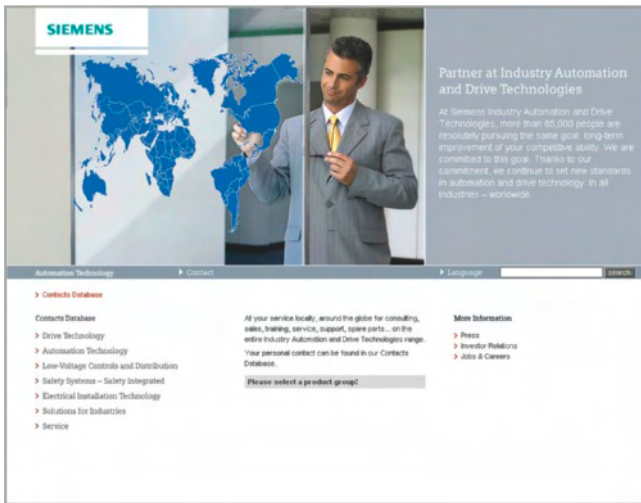 SIEMENS
Partner at Industry Automation
and Drive Technologies
At Siemens Industry Automation and Drive
Technologies, more than 85,000 people are
resolutely pursuing the same goal: long-term
improvement of your competitive ability. We are
committed to this goal. Thanks to our
commitment, we continue to set new standards
in automation and drive technology. In all
industries – worldwide.
Automation Technology
Contact
Language
search
Contacts Database
Contacts Database
Drive Technology
Automation Technology
Low-Voltage Controls and Distribution
Safety Systems – Safety Integrated
Electrical Installation Technology
Solutions for Industries
Service
At your service locally, around the globe for consulting,
sales, training, service, support, spare parts... on the
entire Industry Automation and Drive Technologies range.
Your personal contact can be found in our Contacts
Database.
Please select a product group!
More Information
Press
Investor Relations
Jobs & Careers